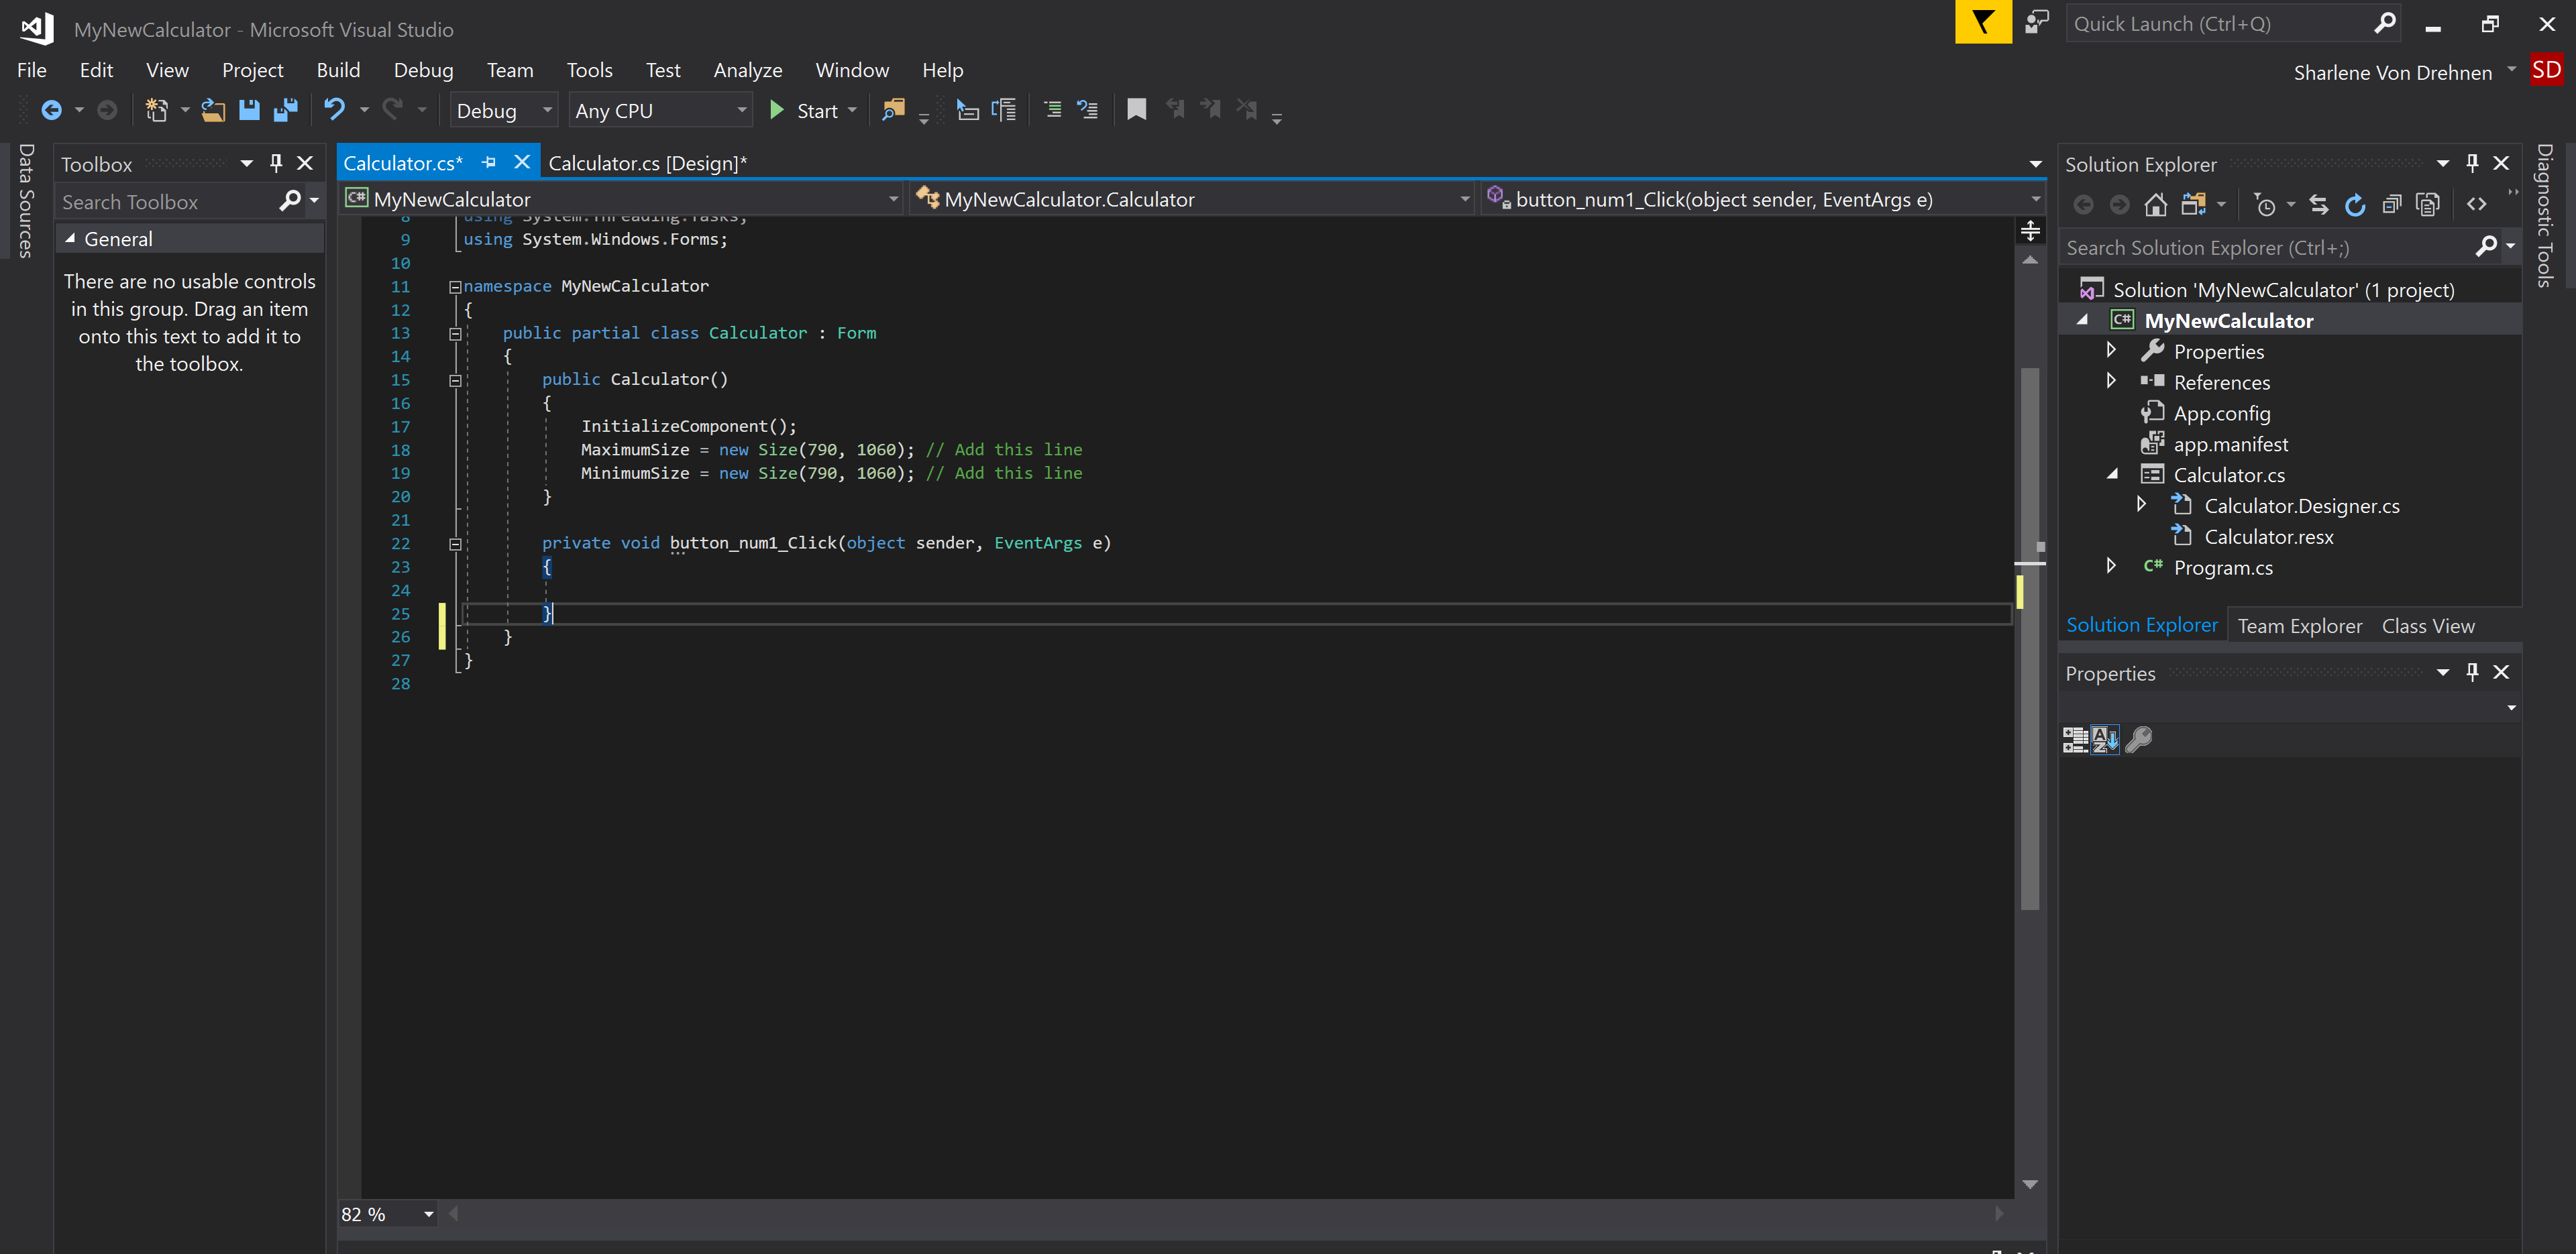 MyNewCalculator - Microsoft Visual Studio
Quick Launch (Ctrl+Q)
File Edit View Project Build Debug Team Tools Test Analyze Window Help
Sharlene Von Drehnen SD
Debug Any CPU Start
Data Sources
Toolbox
Search Toolbox
General
There are no usable controls
in this group. Drag an item
onto this text to add it to
the toolbox.
Calculator.cs* Calculator.cs [Design]*
C# MyNewCalculator MyNewCalculator.Calculator button_num1_Click(object sender, EventArgs e)
8 using System.Threading.Tasks;
9 using System.Windows.Forms;
10
11 namespace MyNewCalculator
12 {
13 public partial class Calculator : Form
14 {
15 public Calculator()
16 {
17 InitializeComponent();
18 MaximumSize = new Size(790, 1060); // Add this line
19 MinimumSize = new Size(790, 1060); // Add this line
20 }
21
22 private void button_num1_Click(object sender, EventArgs e)
23 {
24
25 }
26 }
27 }
28
82 %
Solution Explorer
Search Solution Explorer (Ctrl+;)
Solution 'MyNewCalculator' (1 project)
C# MyNewCalculator
Properties
References
App.config
app.manifest
Calculator.cs
Calculator.Designer.cs
Calculator.resx
C# Program.cs
Solution Explorer Team Explorer Class View
Properties
Diagnostic Tools